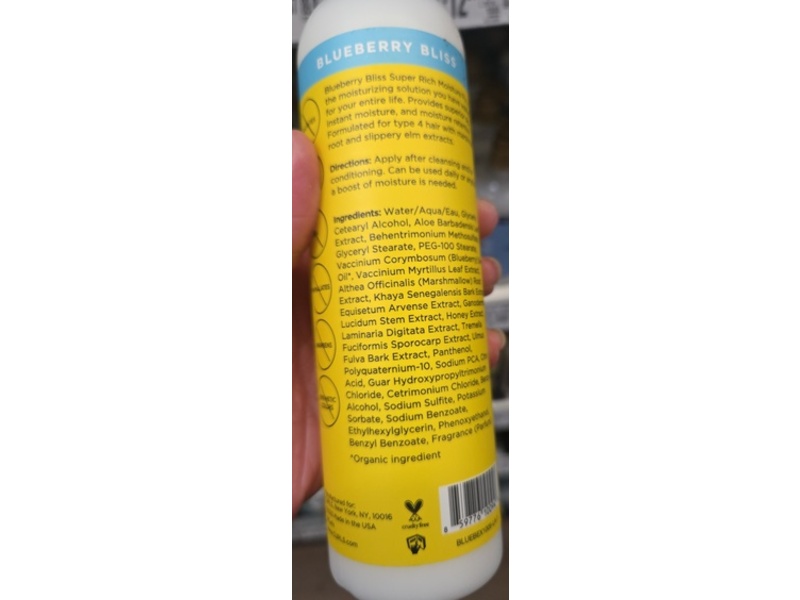 BLUEBERRY BLISS
Blueberry Bliss Super Rich
the moisturizing solution you have
for your entire life. Provides
instant moisture, and moisture
Formulated for type 4 hair with
root and slippery elm extracts.
Directions: Apply after cleansing
conditioning. Can be used daily or
a boost of moisture is needed.
Ingredients: Water/Aqua/Eau,
Cetearyl Alcohol, Aloe Barbadensis
Extract, Behentrimonium
Glyceryl Stearate, PEG-100 Stearate,
Vaccinium Corymbosum (Blueberry)
Oil*, Vaccinium Myrtillus Leaf Extract,
Althea Officinalis (Marshmallow) Root
Extract, Khaya Senegalensis Bark
Equisetum Arvense Extract,
Lucidum Stem Extract, Honey Extract,
Laminaria Digitata Extract, Tremella
Fuciformis Sporocarp Extract, Ulmus
Fulva Bark Extract, Panthenol,
Polyquaternium-10, Sodium PCA,
Acid, Guar Hydroxypropyltrimonium
Chloride, Cetrimonium Chloride,
Alcohol, Sodium Sulfite, Potassium
Sorbate, Sodium Benzoate,
Ethylhexylglycerin, Phenoxyethanol,
Benzyl Benzoate, Fragrance
*Organic ingredient
New York, NY, 10016
Made in the USA
cruelty free